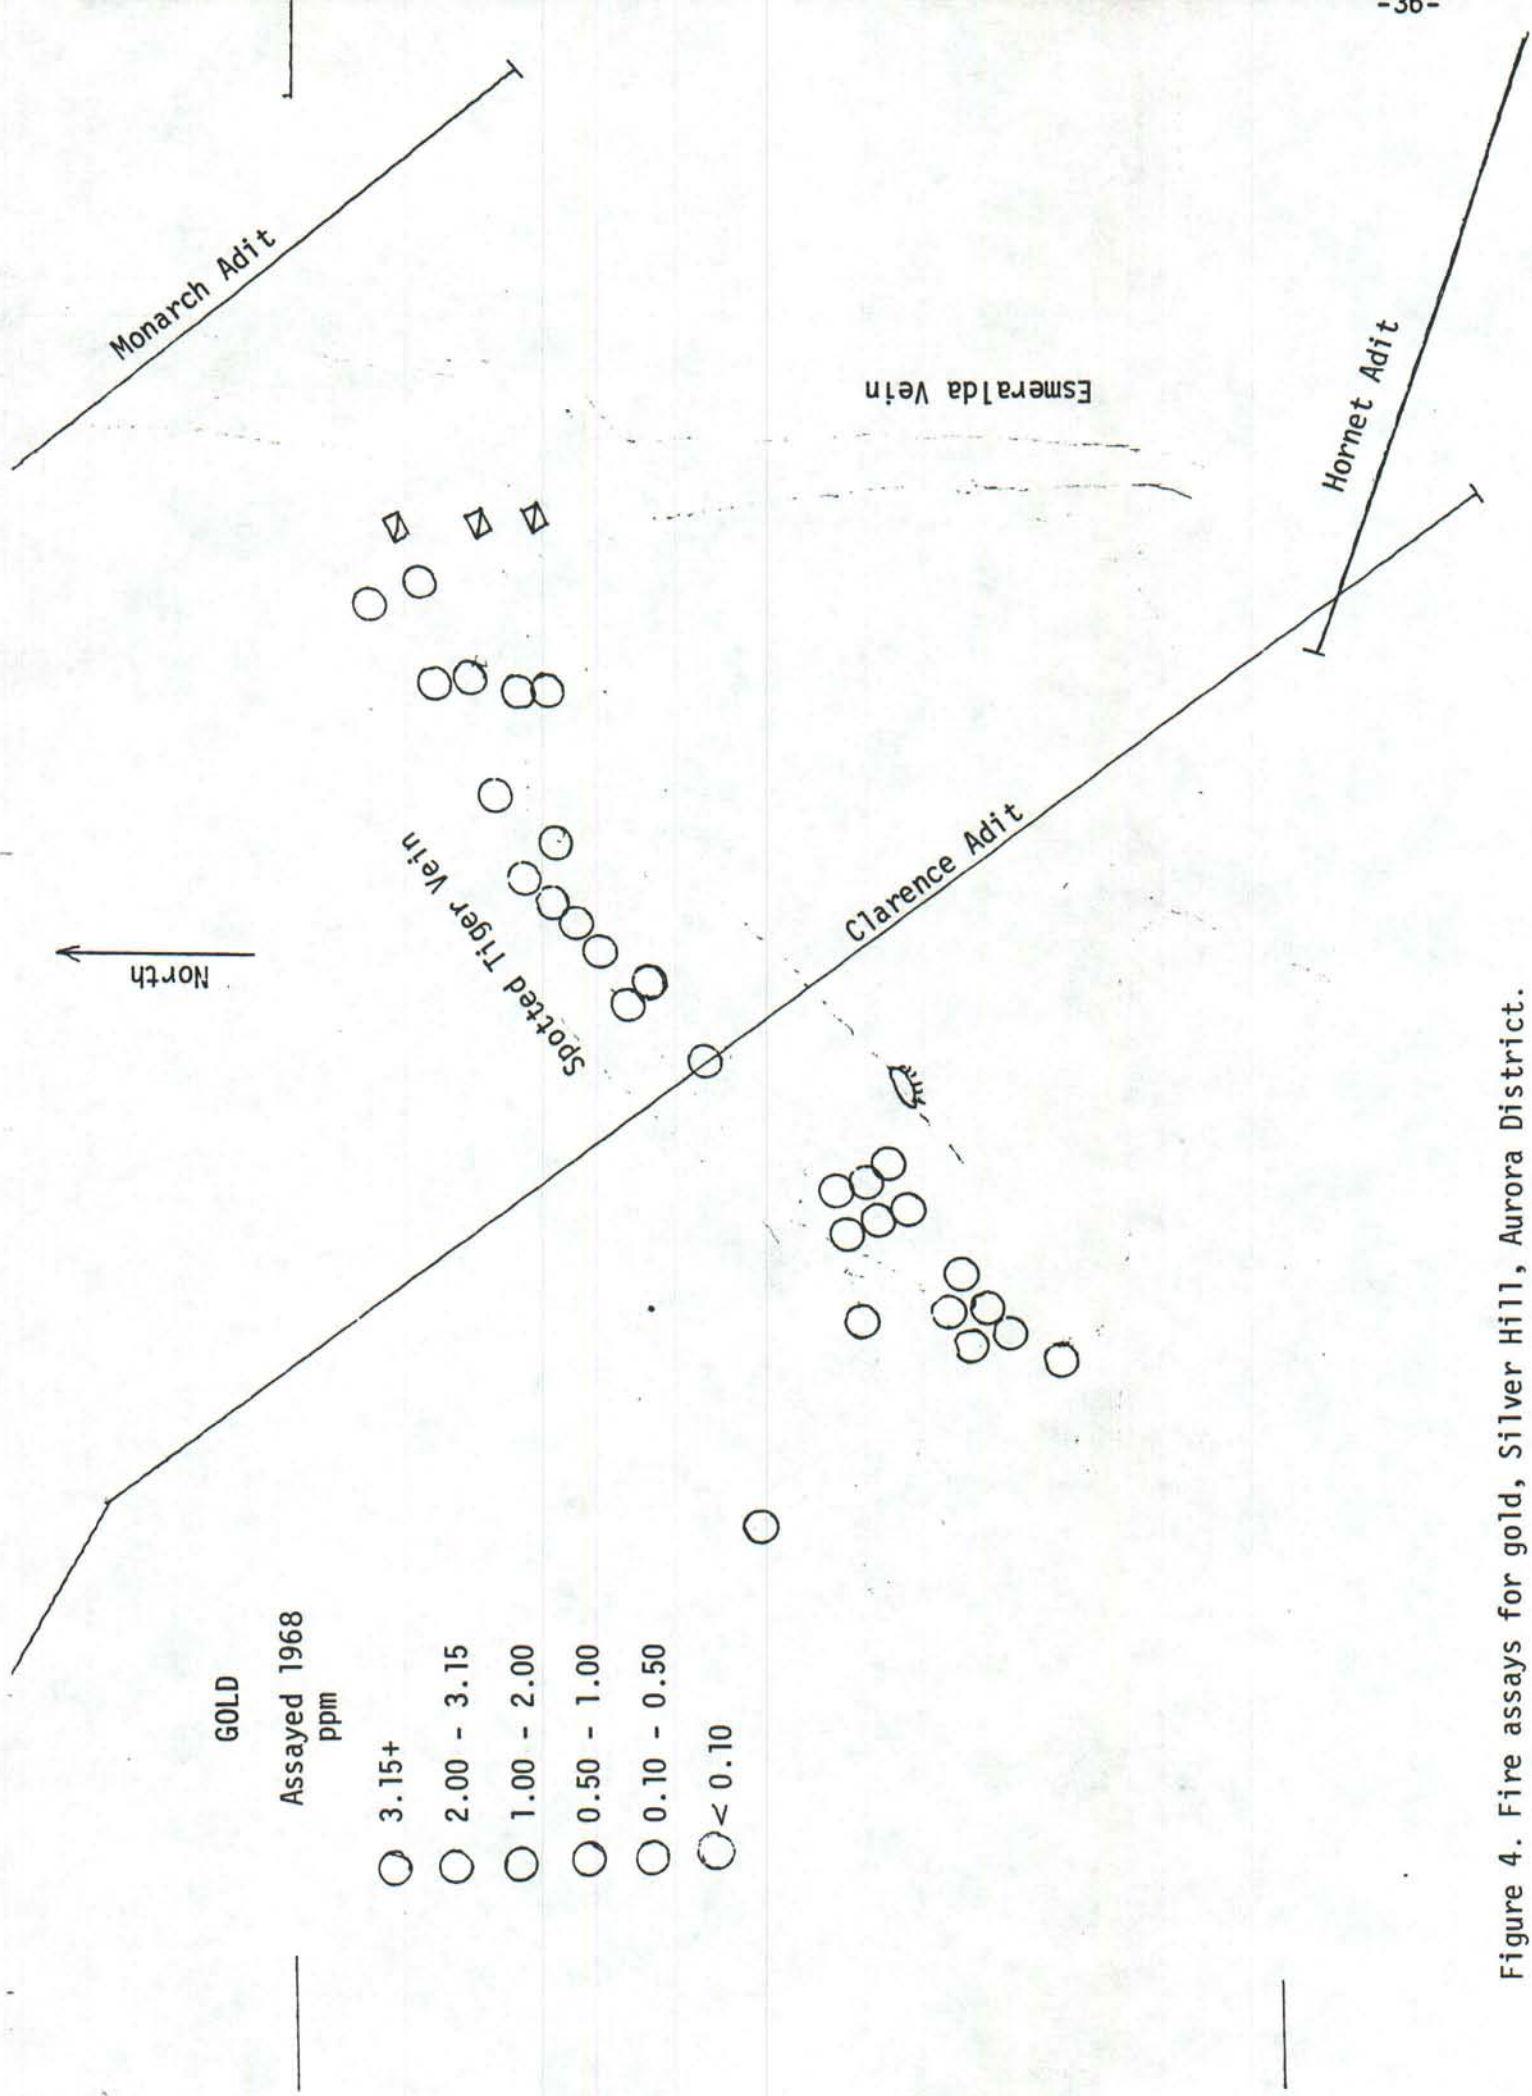 -36-
Monarch Adit
Esmeralda Vein
Hornet Adit
Spotted Tiger Vein
North
Clarence Adit
GOLD
Assayed 1968
ppm
3.15+
2.00 - 3.15
1.00 - 2.00
0.50 - 1.00
0.10 - 0.50
< 0.10
Figure 4. Fire assays for gold, Silver Hill, Aurora District.